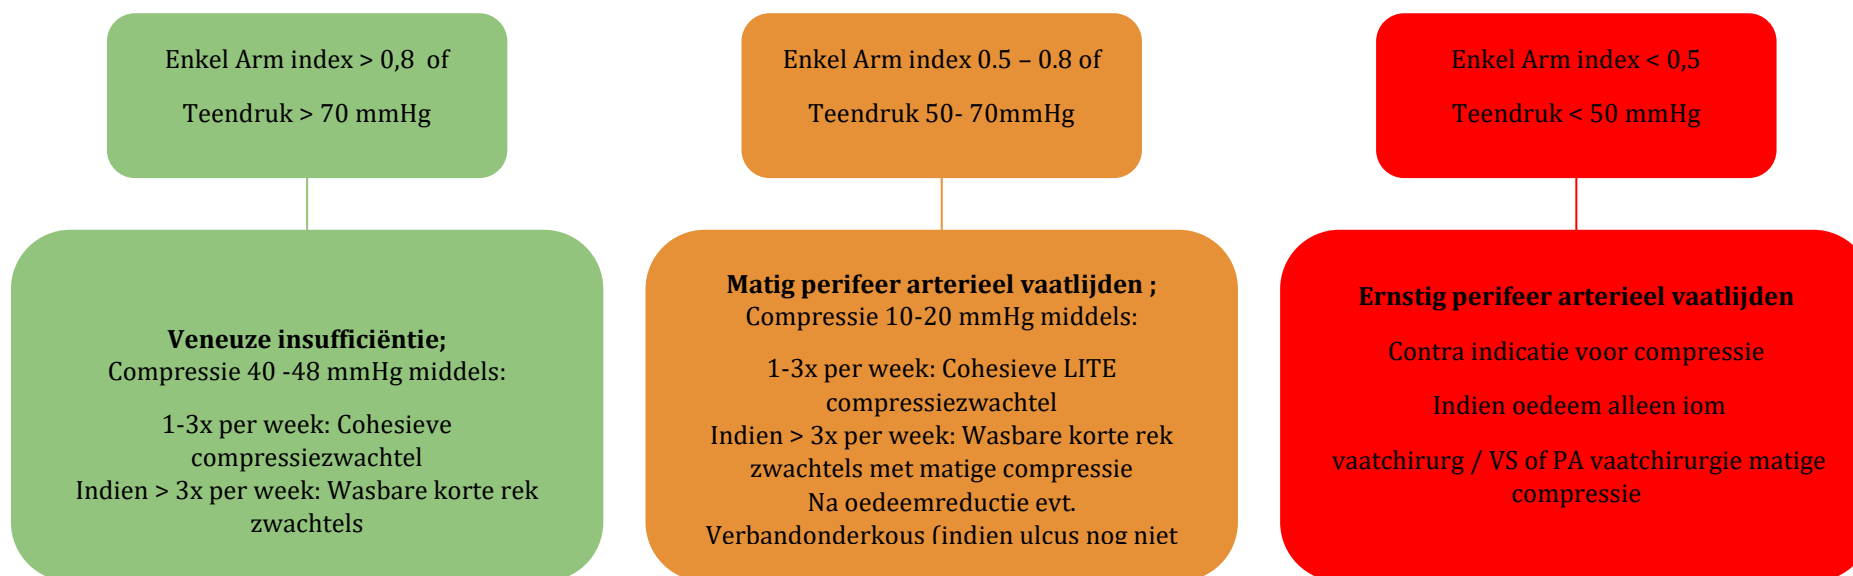 Enkel Arm index > 0,8 of
Teendruk > 70 mmHg
Veneuze insufficiëntie;
Compressie 40 -48 mmHg middels:
1-3x per week: Cohesieve
compressiezwachtel
Indien > 3x per week: Wasbare korte rek
zwachtels
Enkel Arm index 0.5 – 0.8 of
Teendruk 50- 70mmHg
Matig perifeer arterieel vaatlijden ;
Compressie 10-20 mmHg middels:
1-3x per week: Cohesieve LITE
compressiezwachtel
Indien > 3x per week: Wasbare korte rek
zwachtels met matige compressie
Na oedeemreductie evt.
Verbandonderkous (indien ulcus nog niet
Enkel Arm index < 0,5
Teendruk < 50 mmHg
Ernstig perifeer arterieel vaatlijden
Contra indicatie voor compressie
Indien oedeem alleen iom
vaatchirurg / VS of PA vaatchirurgie matige
compressie